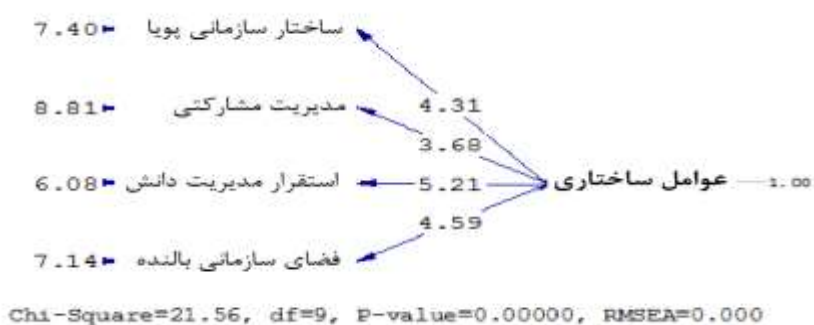 7.40 ساختار سازمانی پویا
4.31
8.81 مدیریت مشارکتی
3.68
6.08 استقرار مدیریت دانش 5.21 عوامل ساختاری 1.00
4.59
7.14 فضای سازمانی بالنده
Chi-Square=21.56, df=9, P-value=0.00000, RMSEA=0.000